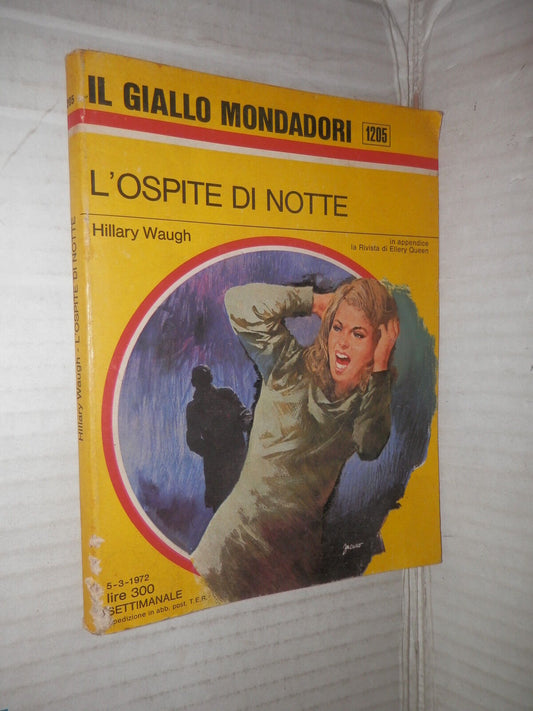 IL GIALLO MONDADORI 1205
L'OSPITE DI NOTTE
Hillary Waugh
in appendice
la Rivista di Ellery Queen
5-3-1972
lire 300
SETTIMANALE
in abb. post. T.E.R.
Hillary Waugh - L'OSPITE DI NOTTE